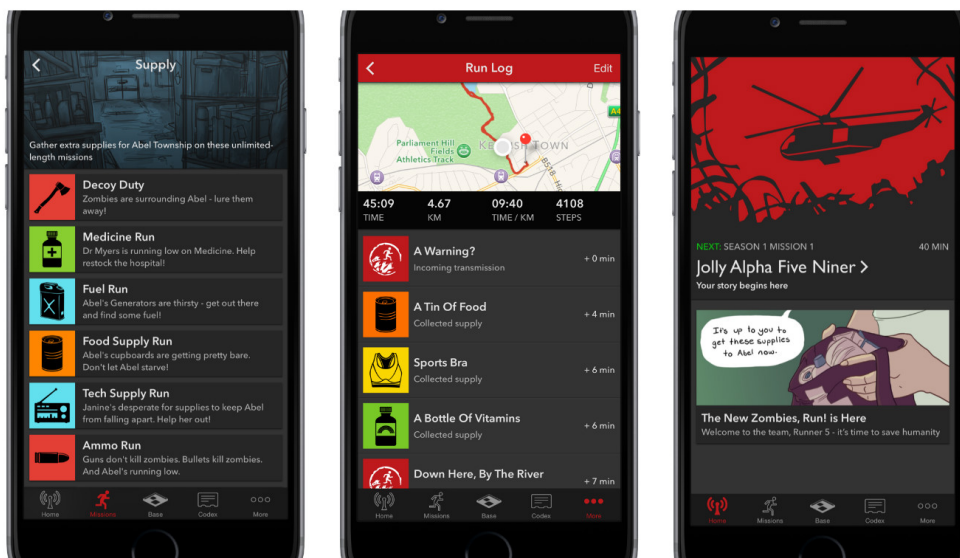 Supply
Gather extra supplies for Abel Township on these unlimited-
length missions
Decoy Duty
Zombies are surrounding Abel - lure them
away!
Medicine Run
Dr Myers is running low on Medicine. Help
restock the hospital!
Fuel Run
Abel's Generators are thirsty - get out there
and find some fuel!
Food Supply Run
Abel's cupboards are getting pretty bare.
Don't let Abel starve!
Tech Supply Run
Janine's desperate for supplies to keep Abel
from falling apart. Help her out!
Ammo Run
Guns don't kill zombies. Bullets kill zombies.
And Abel's running low.
Home Missions Base Codex More
Run Log Edit
Parliament Hill
Fields
Athletics Track
TOWN
B518
45:09 4.67 09:40 4108
TIME KM TIME / KM STEPS
A Warning?
Incoming transmission
+ 0 min
A Tin Of Food
Collected supply
+ 4 min
Sports Bra
Collected supply
+ 6 min
A Bottle Of Vitamins
Collected supply
+ 6 min
Down Here, By The River
+ 7 min
Home Missions Base Codex More
NEXT: SEASON 1 MISSION 1 40 MIN
Jolly Alpha Five Niner >
Your story begins here
It's up to you to
get these supplies
to Abel now.
The New Zombies, Run! is Here
Welcome to the team, Runner 5 - it's time to save humanity
Home Missions Base Codex More